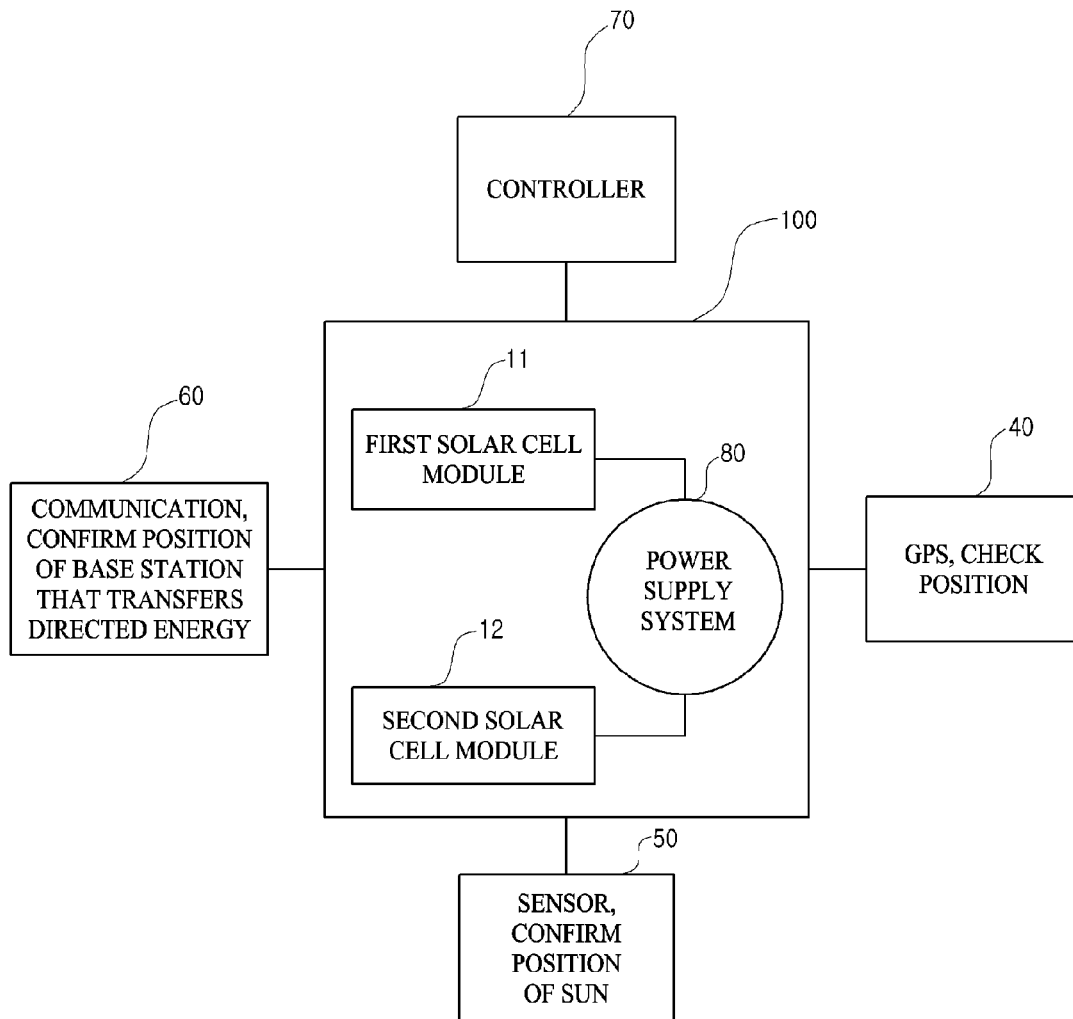 70
CONTROLLER
100
11
FIRST SOLAR CELL
MODULE
60
COMMUNICATION,
CONFIRM POSITION
OF BASE STATION
THAT TRANSFERS
DIRECTED ENERGY
80
POWER
SUPPLY
SYSTEM
40
GPS, CHECK
POSITION
12
SECOND SOLAR
CELL MODULE
50
SENSOR,
CONFIRM
POSITION
OF SUN